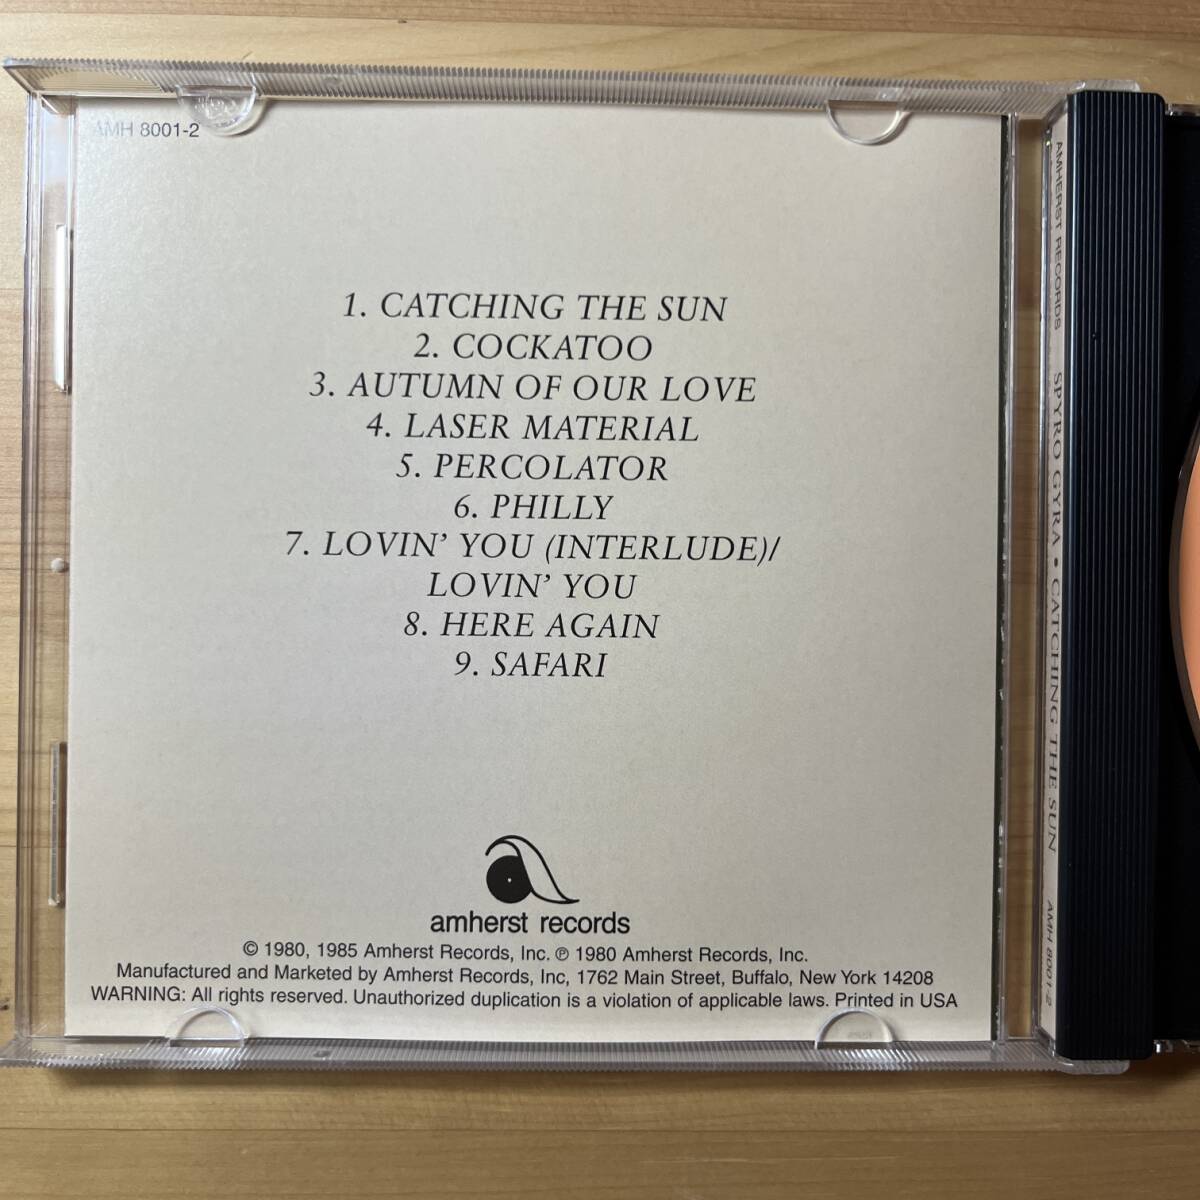 AMH 8001-2
1. CATCHING THE SUN
2. COCKATOO
3. AUTUMN OF OUR LOVE
4. LASER MATERIAL
5. PERCOLATOR
6. PHILLY
7. LOVIN' YOU (INTERLUDE)/
LOVIN' YOU
8. HERE AGAIN
9. SAFARI
amherst records
© 1980, 1985 Amherst Records, Inc. ℗ 1980 Amherst Records, Inc.
Manufactured and Marketed by Amherst Records, Inc, 1762 Main Street, Buffalo, New York 14208
WARNING: All rights reserved. Unauthorized duplication is a violation of applicable laws. Printed in USA
AMHERST RECORDS SPYRO GYRA • CATCHING THE SUN AMH 8001-2